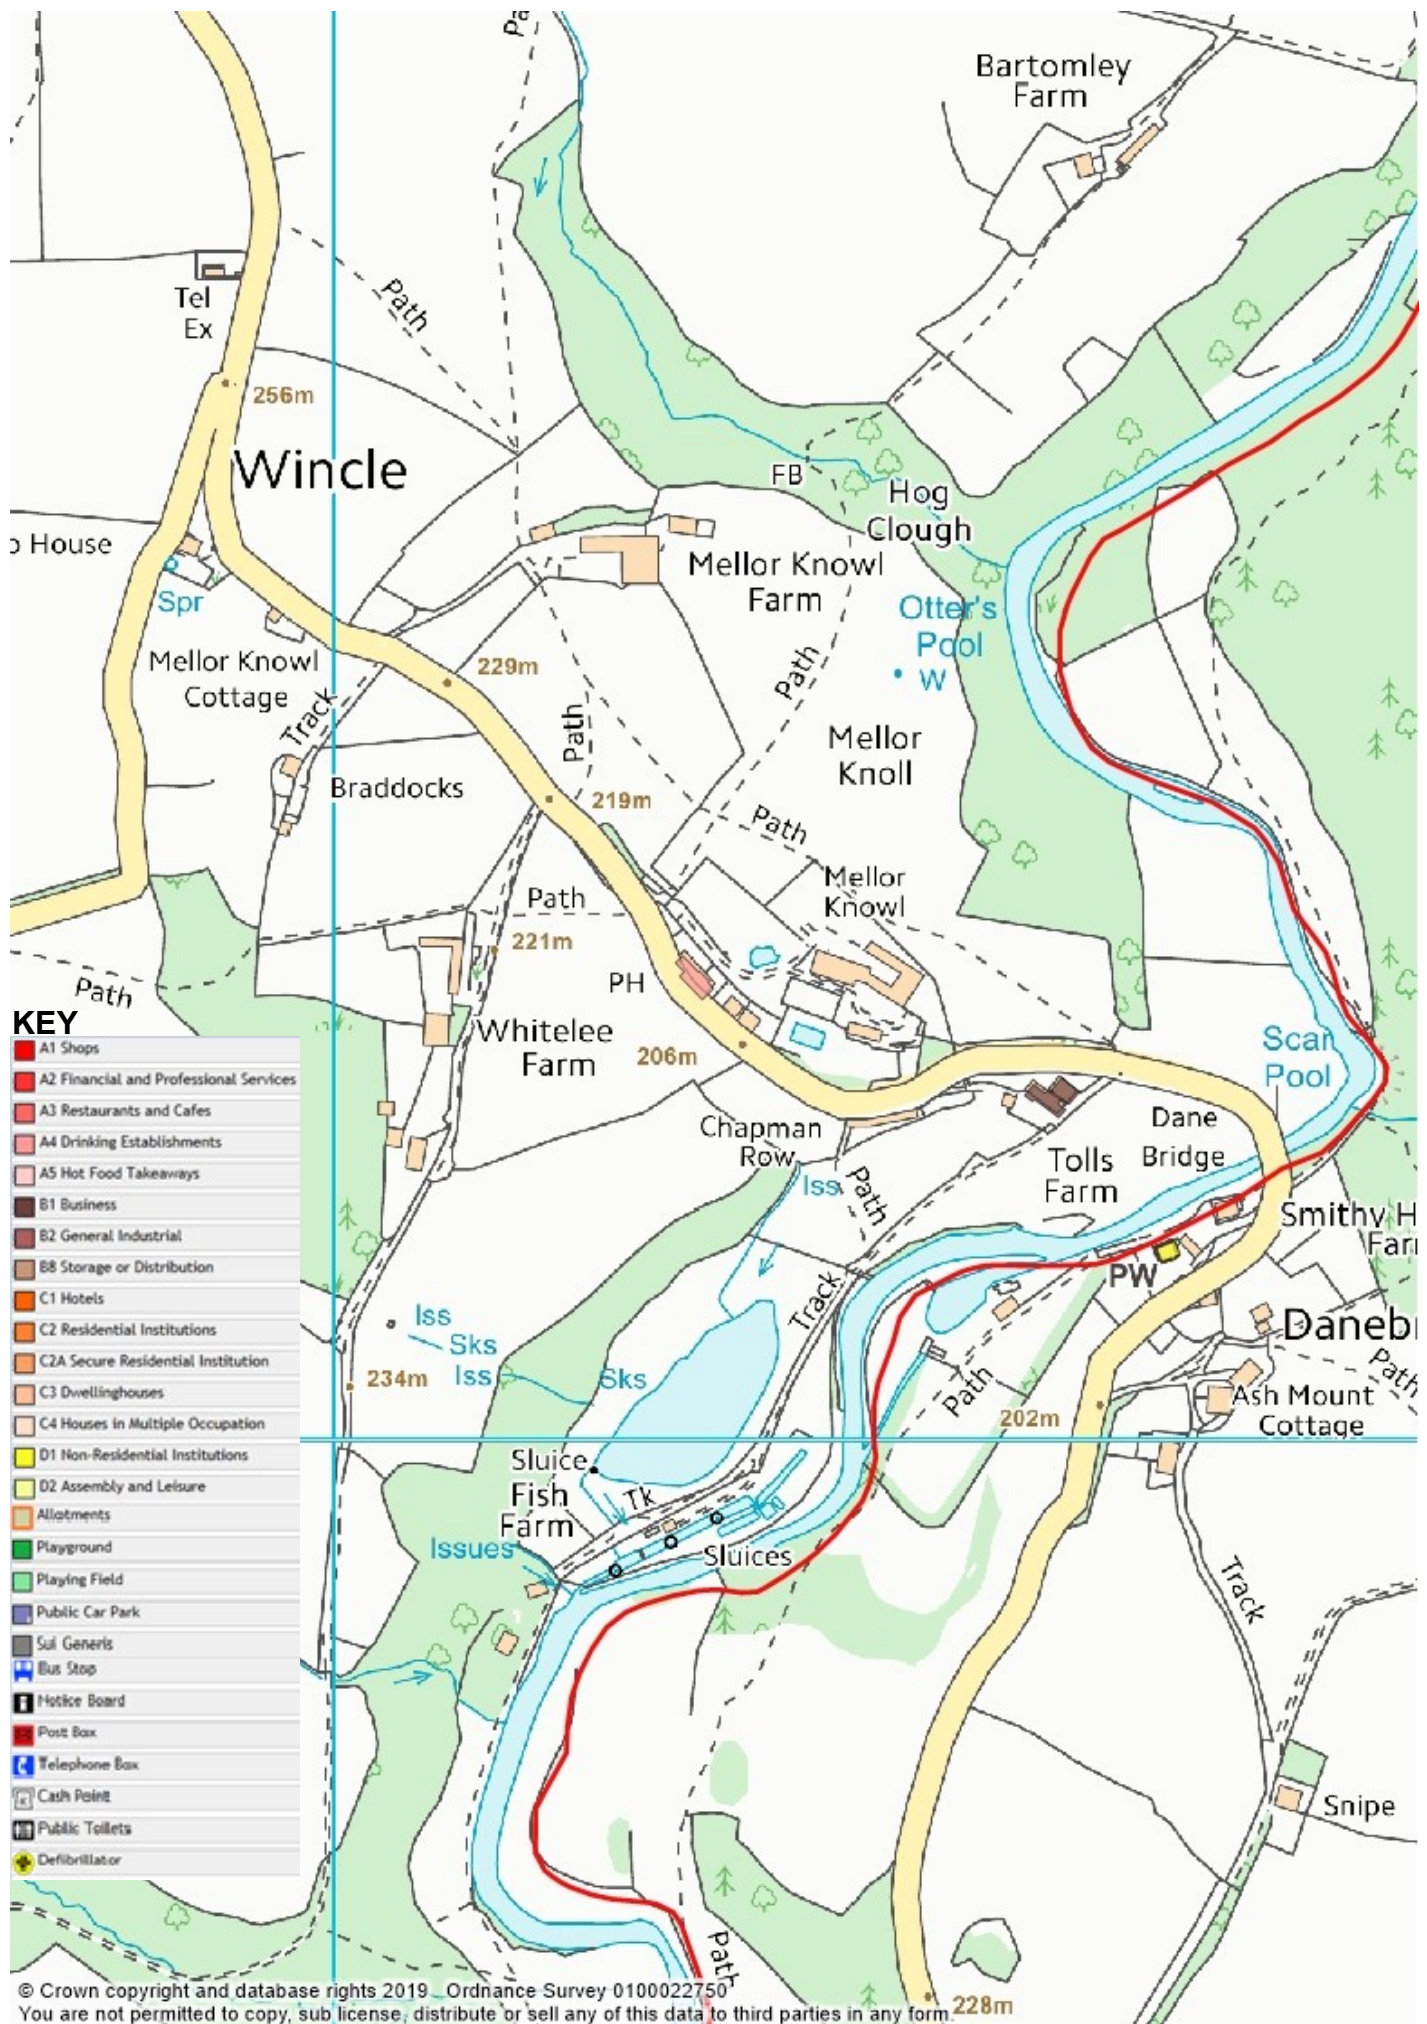 Pa
Bartomley
Farm
Path
Tel
Ex
256m
Wincle
FB
Hog
Clough
o House
Mellor Knowl
Farm
Spr
Otter's
Pool
W
Mellor Knowl
Cottage
229m
Track
Path
Path
Mellor
Knoll
Braddocks
219m
Path
Mellor
Knowl
Path
221m
PH
Path
Whitelee
Farm
206m
Scar
Pool
Chapman
Row
Dane
Bridge
Tolls
Farm
Iss
Path
Smithy H
Far
PW
Track
Iss
Sks
Iss
Sks
Daneb
Path
234m
Path
202m
Ash Mount
Cottage
Sluice
Fish
Farm
Tk
Issues
Sluices
Track
Snipe
Path
228m
KEY
A1 Shops
A2 Financial and Professional Services
A3 Restaurants and Cafes
A4 Drinking Establishments
A5 Hot Food Takeaways
B1 Business
B2 General Industrial
B8 Storage or Distribution
C1 Hotels
C2 Residential Institutions
C2A Secure Residential Institution
C3 Dwellinghouses
C4 Houses in Multiple Occupation
D1 Non-Residential Institutions
D2 Assembly and Leisure
Allotments
Playground
Playing Field
Public Car Park
Sui Generis
Bus Stop
Notice Board
Post Box
Telephone Box
Cash Point
Public Toilets
Defibrillator
© Crown copyright and database rights 2019 Ordnance Survey 0100022750
You are not permitted to copy, sub license, distribute or sell any of this data to third parties in any form.